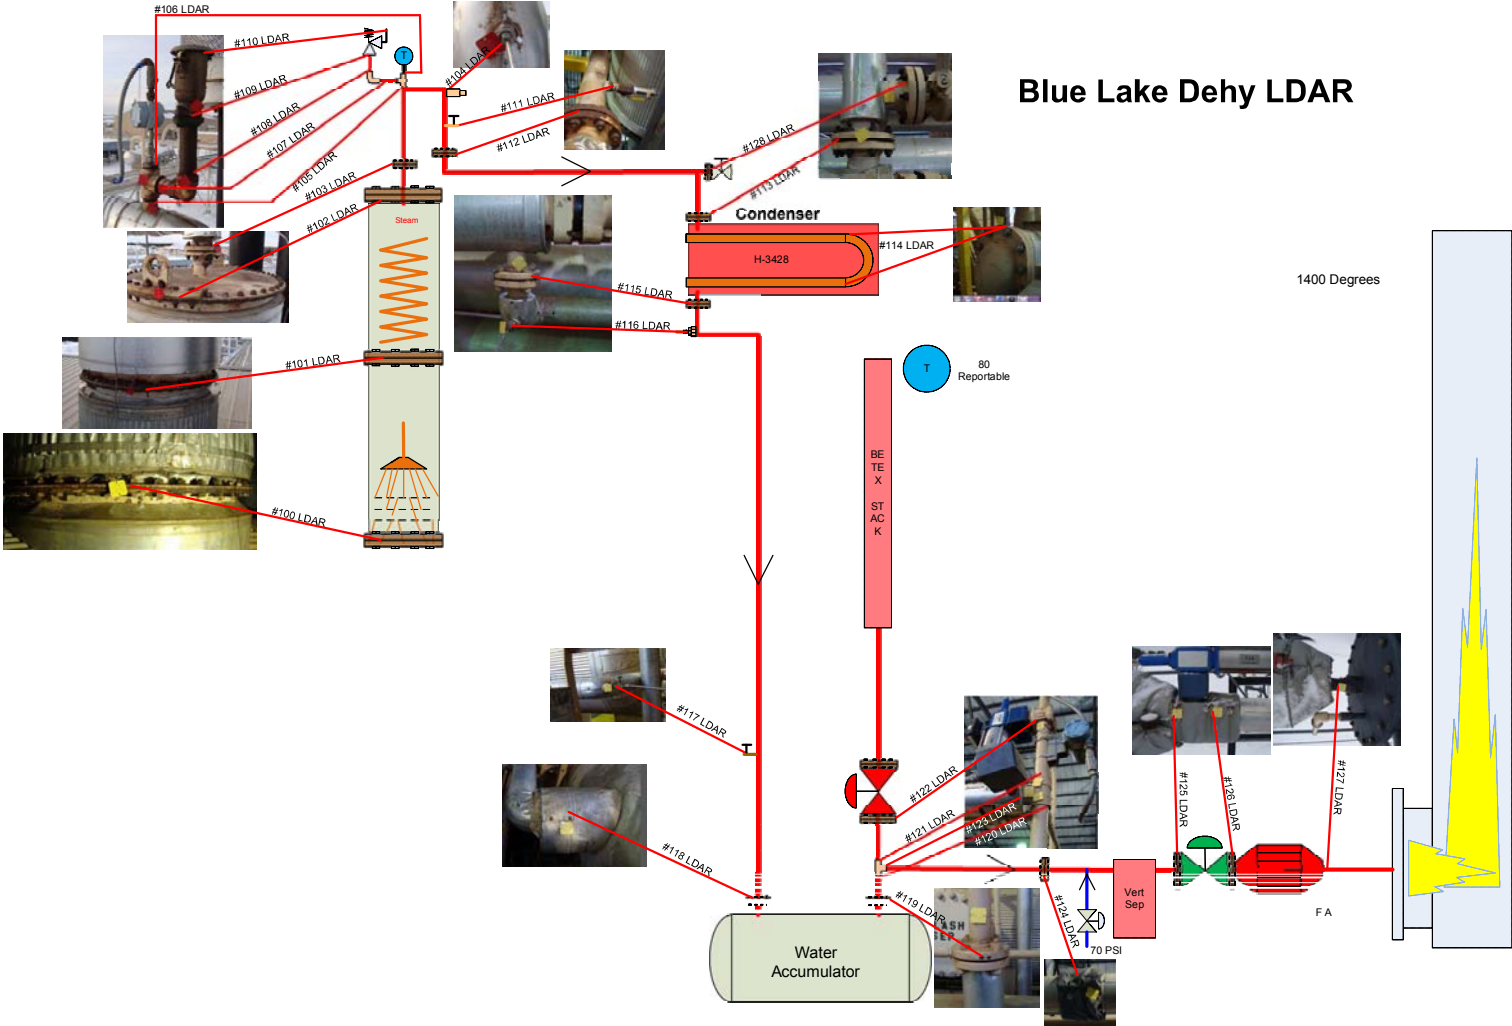 #106 LDAR
#110 LDAR
T
#104 LDAR
#109 LDAR
#111 LDAR
Blue Lake Dehy LDAR
#108 LDAR
#107 LDAR
#112 LDAR
#128 LDAR
#105 LDAR
#103 LDAR
#113 LDAR
#102 LDAR
Steam
Condenser
#114 LDAR
H-3428
1400 Degrees
#115 LDAR
#116 LDAR
#101 LDAR
T
80
Reportable
BE
TE
X
ST
AC
K
#100 LDAR
#117 LDAR
#122 LDAR
#125 LDAR
#126 LDAR
#127 LDAR
#121 LDAR
#123 LDAR
#120 LDAR
#118 LDAR
Vert
Sep
#119 LDAR
#124 LDAR
F A
LASH
SEP
70 PSI
Water
Accumulator